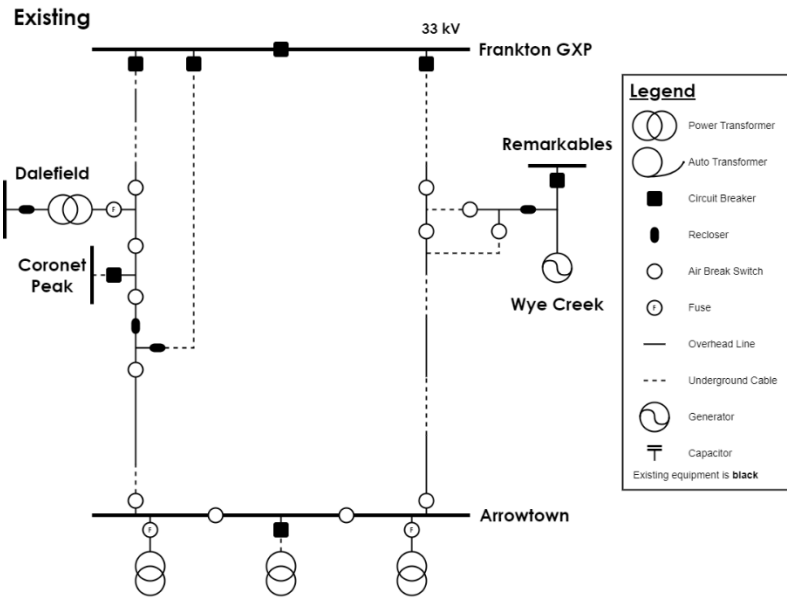 Existing
33 kV
Frankton GXP
Legend
Power Transformer
Remarkables
Auto Transformer
Dalefield
Circuit Breaker
F
Recloser
Coronet
Peak
Air Break Switch
Wye Creek
F
Fuse
Overhead Line
Underground Cable
Generator
Capacitor
Existing equipment is black
Arrowtown
F
F